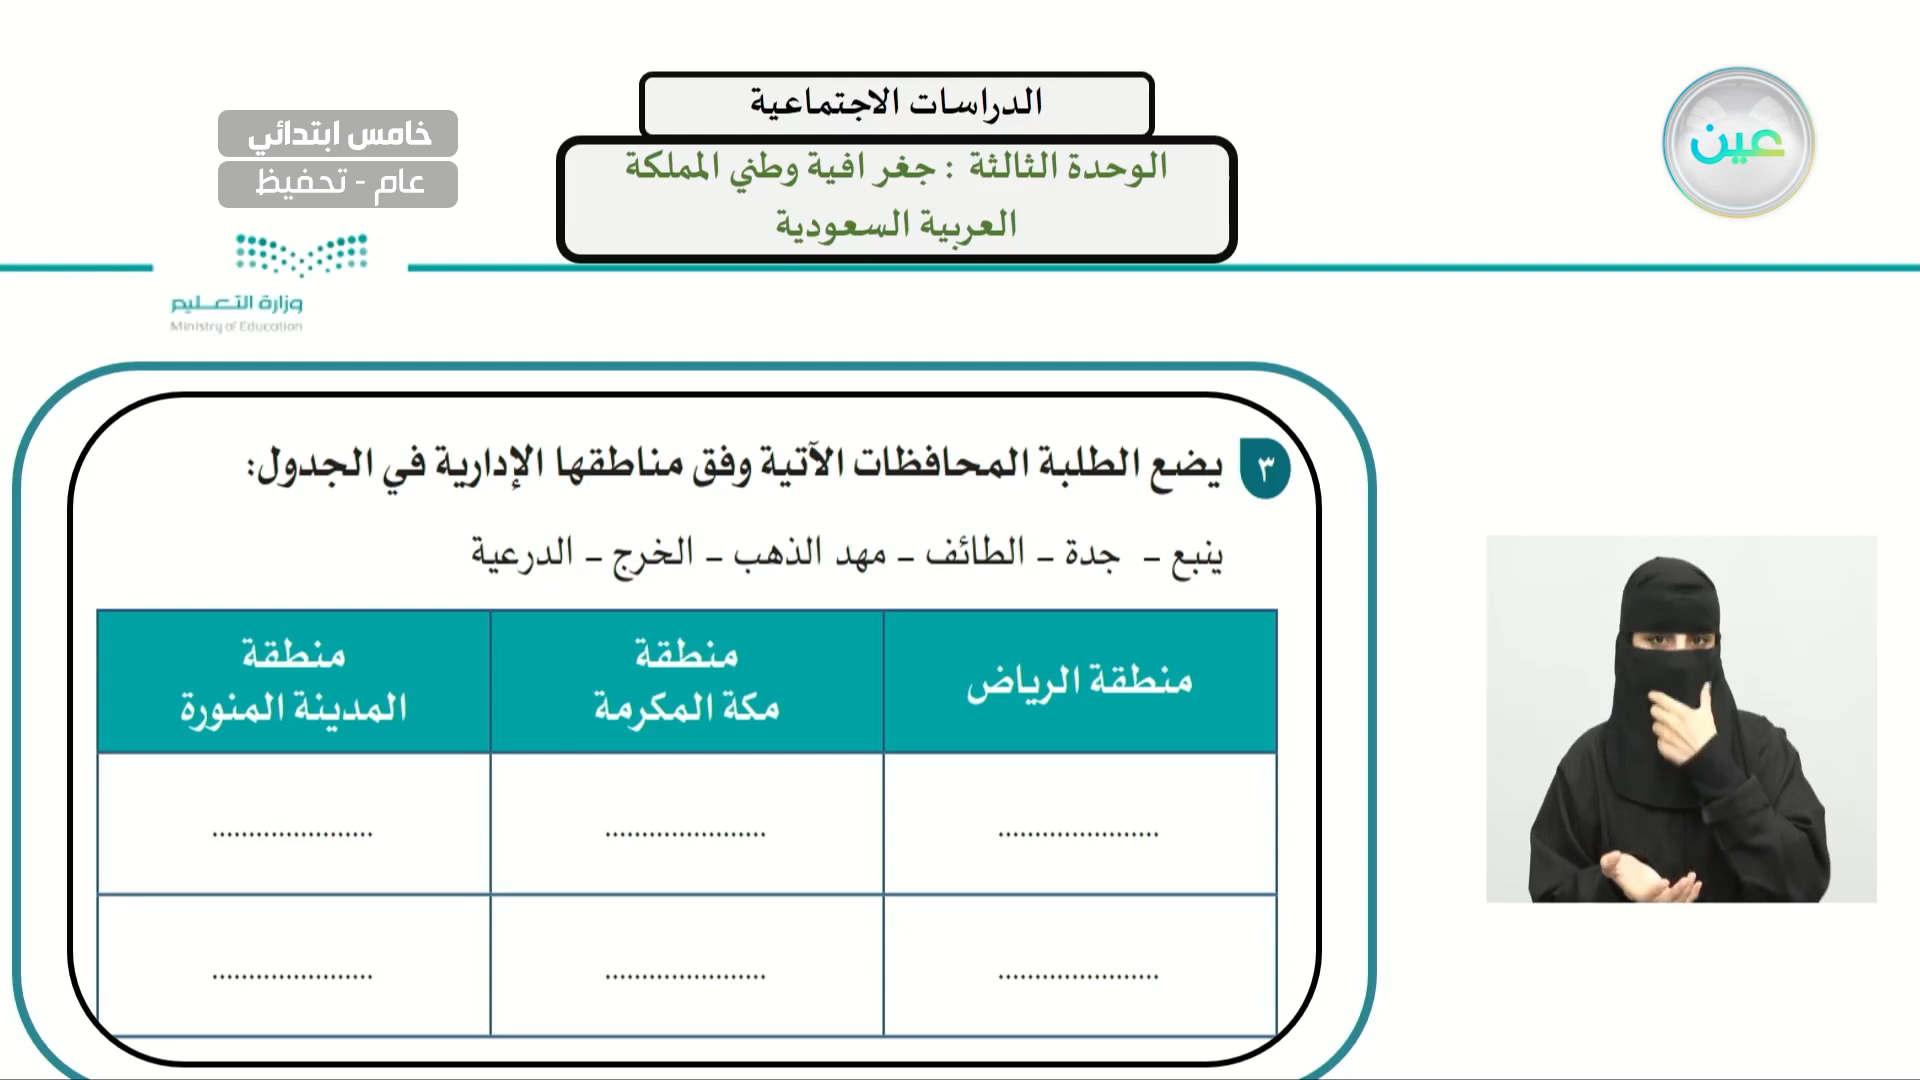 الدراسات الاجتماعية
الوحدة الثالثة : جغر افية وطني المملكة
العربية السعودية
عين
خامس ابتدائي
عام - تحفيظ
وزارة التعليم
Ministry of Education
٣
يضع الطلبة المحافظات الآتية وفق مناطقها الإدارية في الجدول:
ينبع – جدة – الطائف – مهد الذهب – الخرج – الدرعية
منطقة الرياض
منطقة
مكة المكرمة
منطقة
المدينة المنورة
...................... ...................... ......................
...................... ...................... ......................